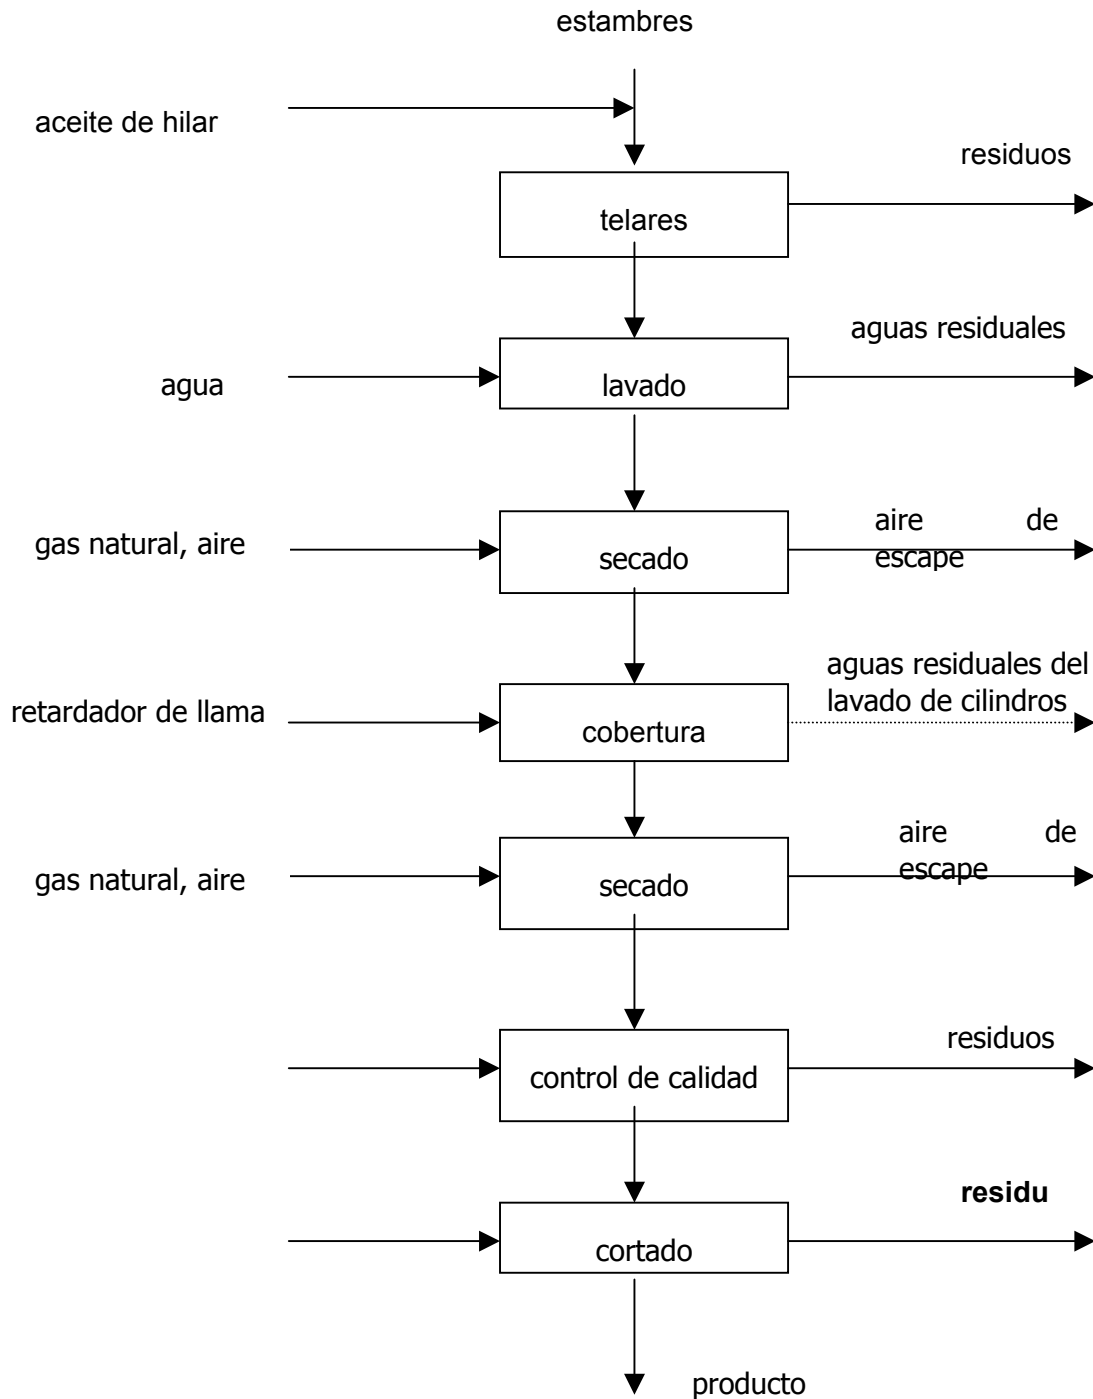 estambres
aceite de hilar
residuos
telares
aguas residuales
agua
lavado
aire de
escape
gas natural, aire
secado
aguas residuales del
lavado de cilindros
retardador de llama
cobertura
aire de
escape
gas natural, aire
secado
residuos
control de calidad
residu
cortado
producto